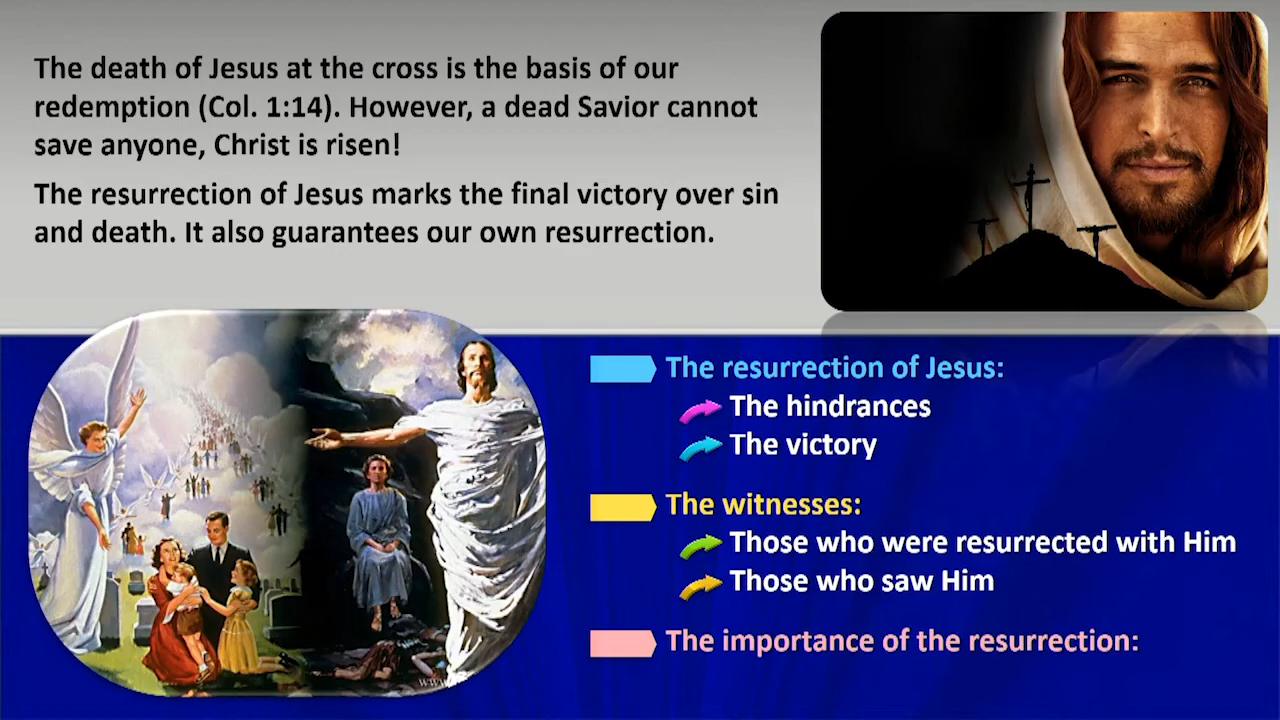 The death of Jesus at the cross is the basis of our
redemption (Col. 1:14). However, a dead Savior cannot
save anyone, Christ is risen!
The resurrection of Jesus marks the final victory over sin
and death. It also guarantees our own resurrection.
The resurrection of Jesus:
The hindrances
The victory
The witnesses:
Those who were resurrected with Him
Those who saw Him
The importance of the resurrection: